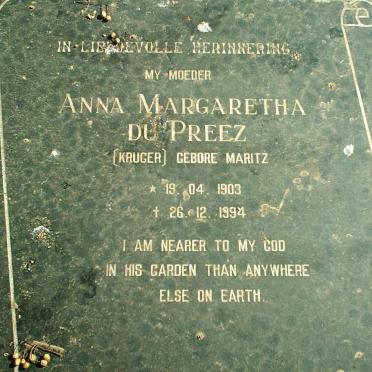 IN LIEFDEVOLLE HERINNERING
MY MOEDER
ANNA MARGARETHA
DU PREEZ
(KRUGER) GEBORE MARITZ
* 19. 04. 1903
† 26. 12. 1994
I AM NEARER TO MY GOD
IN HIS GARDEN THAN ANYWHERE
ELSE ON EARTH.